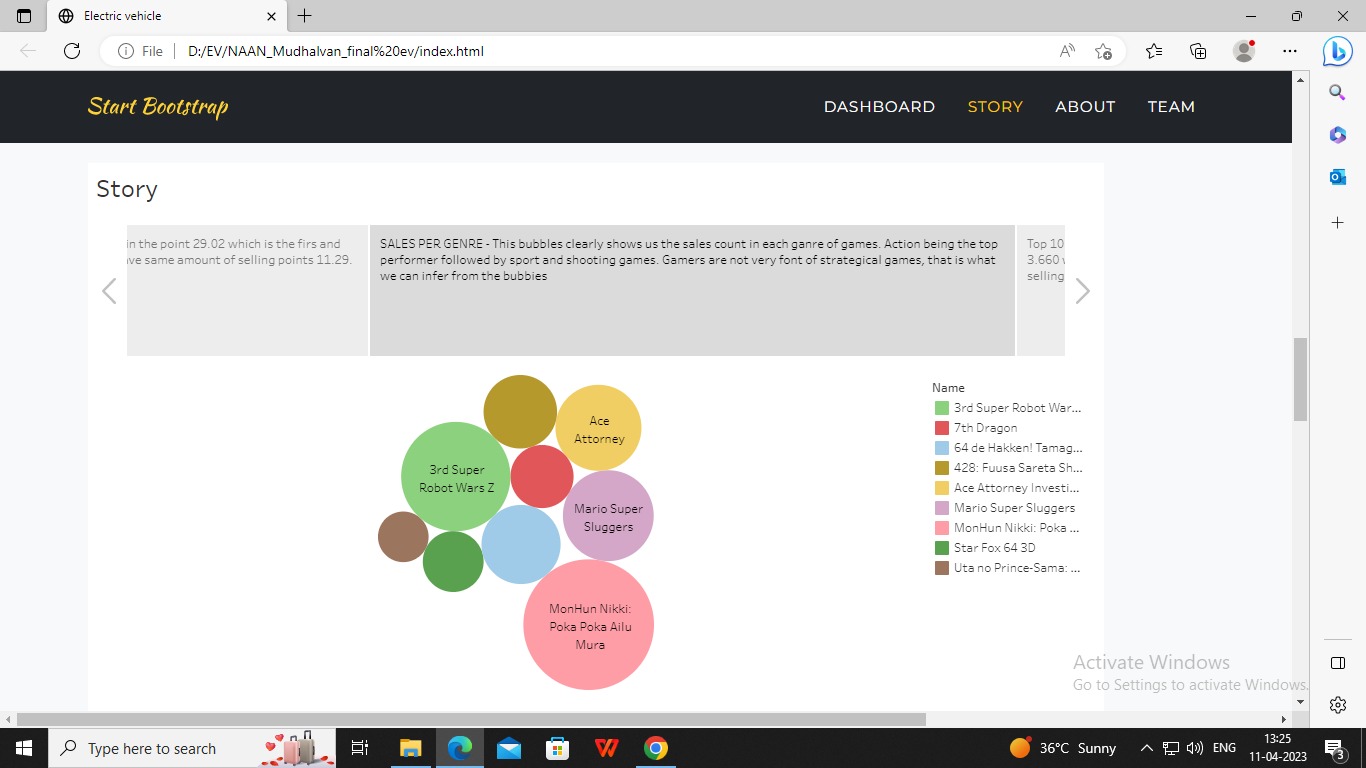 Electric vehicle
File
D:/EV/NAAN_Mudhalvan_final%20ev/index.html
Start Bootstrap
DASHBOARD
STORY
ABOUT
TEAM
Story
in the point 29.02 which is the firs and
ve same amount of selling points 11.29.
SALES PER GENRE - This bubbles clearly shows us the sales count in each ganre of games. Action being the top
performer followed by sport and shooting games. Gamers are not very font of strategical games, that is what
we can infer from the bubbies
Top 10
3.660
selling
Ace
Attorney
3rd Super
Robot Wars Z
Mario Super
Sluggers
MonHun Nikki:
Poka Poka Ailu
Mura
Name
3rd Super Robot War...
7th Dragon
64 de Hakken! Tamag...
428: Fuusa Sareta Sh...
Ace Attorney Investi...
Mario Super Sluggers
MonHun Nikki: Poka ...
Star Fox 64 3D
Uta no Prince-Sama: ...
Activate Windows
Go to Settings to activate Windows.
Type here to search
36°C Sunny
ENG
13:25
11-04-2023
3